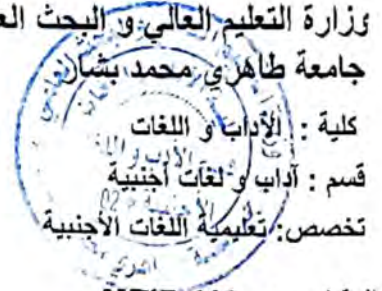 وزارة التعليم العالي و البحث
جامعة طاهري محمد بشار
كلية : الآداب و اللغات
قسم : آداب و لغات أجنبية
تخصص: تعليمية اللغات الأجنبية